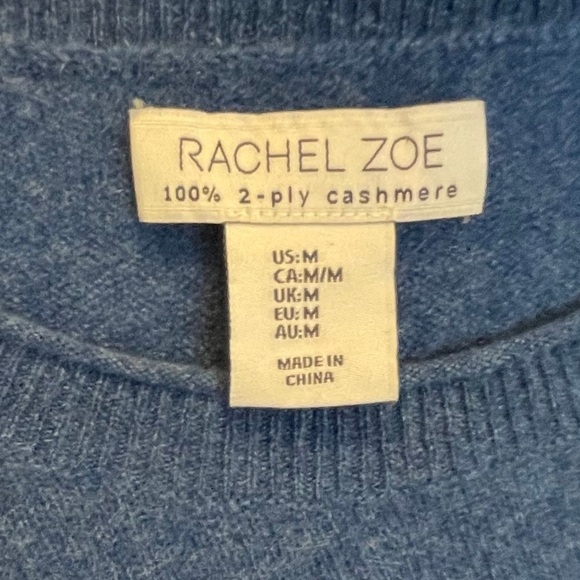 RACHEL ZOE
100% 2-ply cashmere
US:M
CA:M/M
UK:M
EU:M
AU:M
MADE IN
CHINA